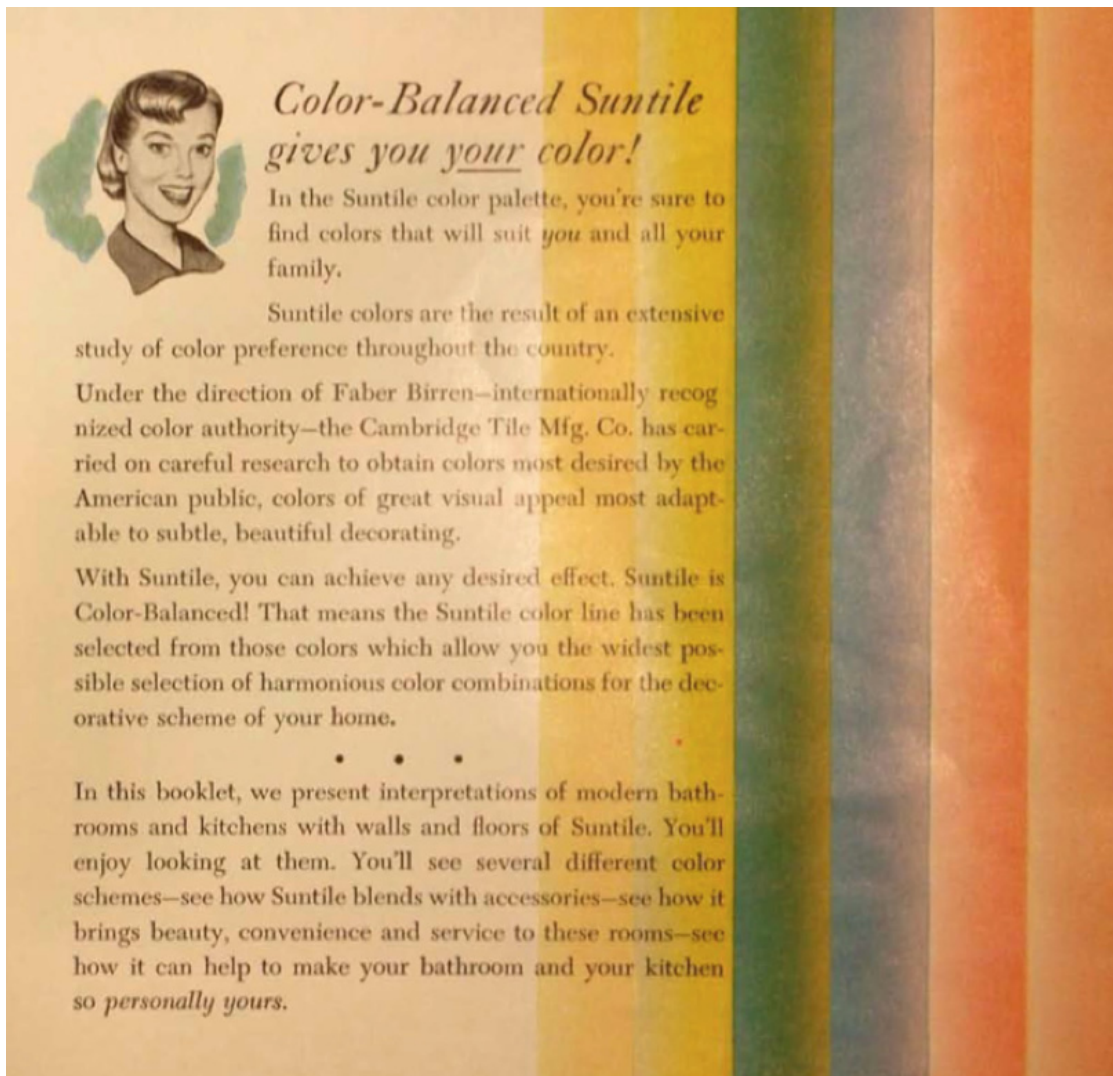 Color-Balanced Suntile
gives you your color!
In the Suntile color palette, you're sure to
find colors that will suit you and all your
family.
Suntile colors are the result of an extensive
study of color preference throughout the country.
Under the direction of Faber Birren—internationally recog
nized color authority—the Cambridge Tile Mfg. Co. has car-
ried on careful research to obtain colors most desired by the
American public, colors of great visual appeal most adapt-
able to subtle, beautiful decorating.
With Suntile, you can achieve any desired effect. Suntile is
Color-Balanced! That means the Suntile color line has been
selected from those colors which allow you the widest pos-
sible selection of harmonious color combinations for the dec-
orative scheme of your home.
• • •
In this booklet, we present interpretations of modern bath-
rooms and kitchens with walls and floors of Suntile. You'll
enjoy looking at them. You'll see several different color
schemes—see how Suntile blends with accessories—see how it
brings beauty, convenience and service to these rooms—see
how it can help to make your bathroom and your kitchen
so personally yours.